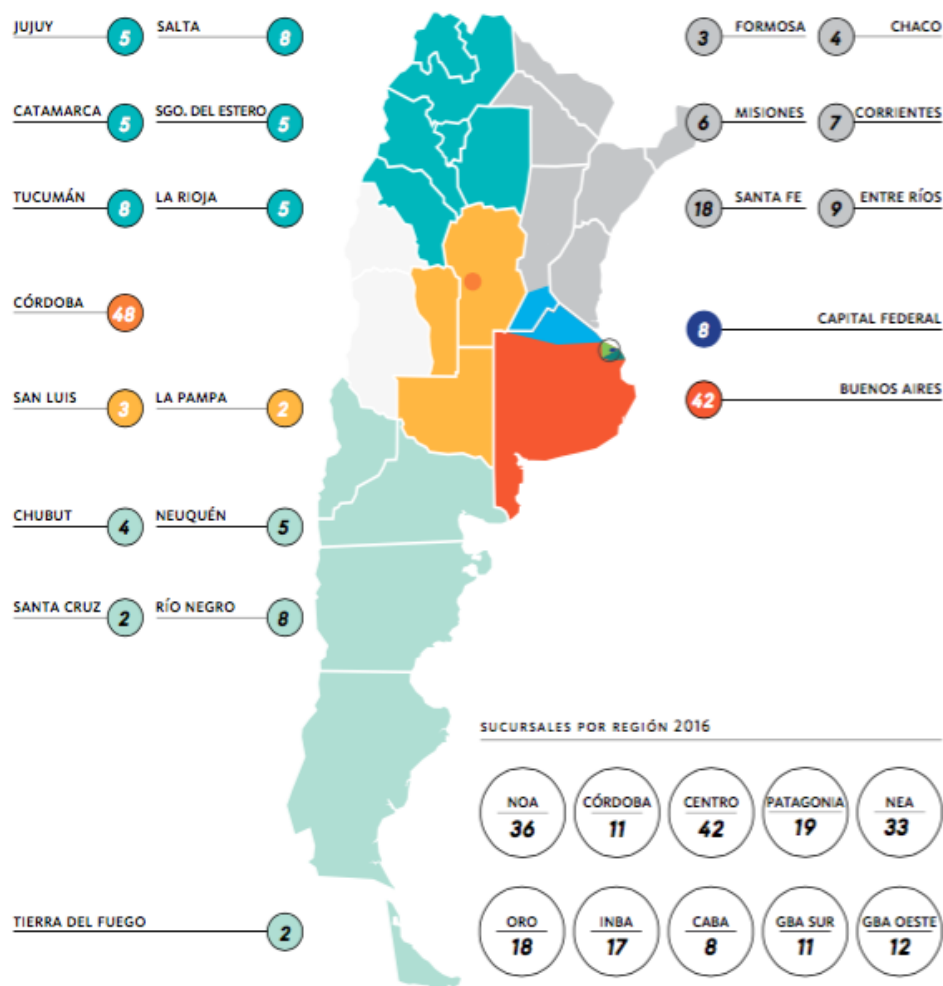 JUJUY 5 SALTA 8
3 FORMOSA 4 CHACO
CATAMARCA 5 SGO. DEL ESTERO 5
6 MISIONES 7 CORRIENTES
TUCUMÁN 8 LA RIOJA 5
18 SANTA FE 9 ENTRE RÍOS
CÓRDOBA 48
8 CAPITAL FEDERAL
SAN LUIS 3 LA PAMPA 2
42 BUENOS AIRES
CHUBUT 4 NEUQUÉN 5
SANTA CRUZ 2 RÍO NEGRO 8
TIERRA DEL FUEGO 2
SUCURSALES POR REGIÓN 2016
NOA CÓRDOBA CENTRO PATAGONIA NEA
36 11 42 19 33
ORO INBA CABA GBA SUR GBA OESTE
18 17 8 11 12